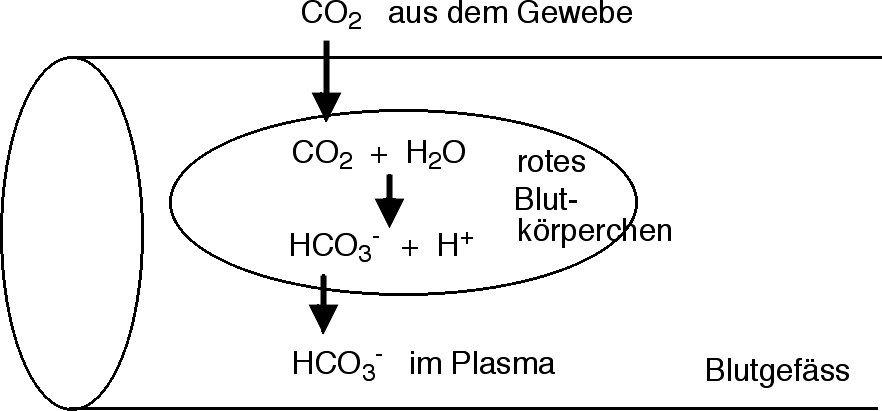 CO₂ aus dem Gewebe
CO₂ + H₂O
rotes
Blut-
körperchen
HCO₃⁻ + H⁺
HCO₃⁻ im Plasma
Blutgefäss